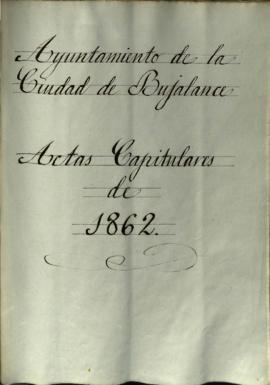 Ayuntamiento de la
Ciudad de Bujalance
Actas Capitulares
de
1862.